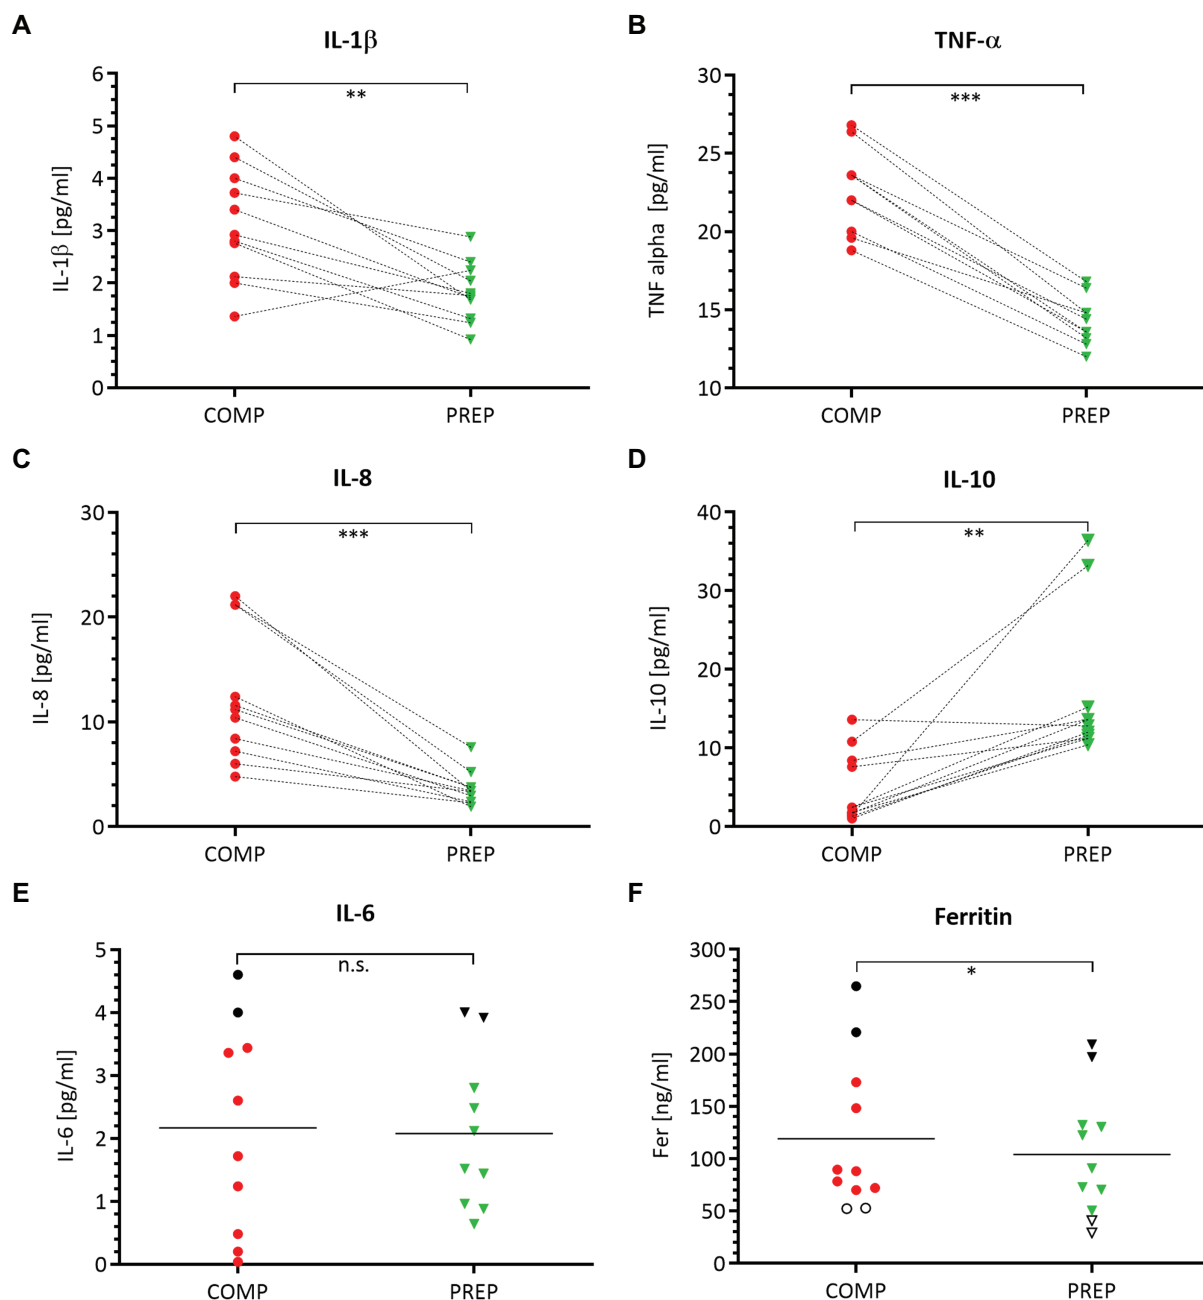 A
IL-1β
6
5
4
3
2
1
0
IL-1β [pg/ml]
**
COMP
PREP
B
TNF-α
30
25
20
15
10
TNF alpha [pg/ml]
***
COMP
PREP
C
IL-8
30
20
10
0
IL-8 [pg/ml]
***
COMP
PREP
D
IL-10
40
30
20
10
0
IL-10 [pg/ml]
**
COMP
PREP
E
IL-6
5
4
3
2
1
0
IL-6 [pg/ml]
n.s.
COMP
PREP
F
Ferritin
300
250
200
150
100
50
0
Fer [ng/ml]
*
COMP
PREP